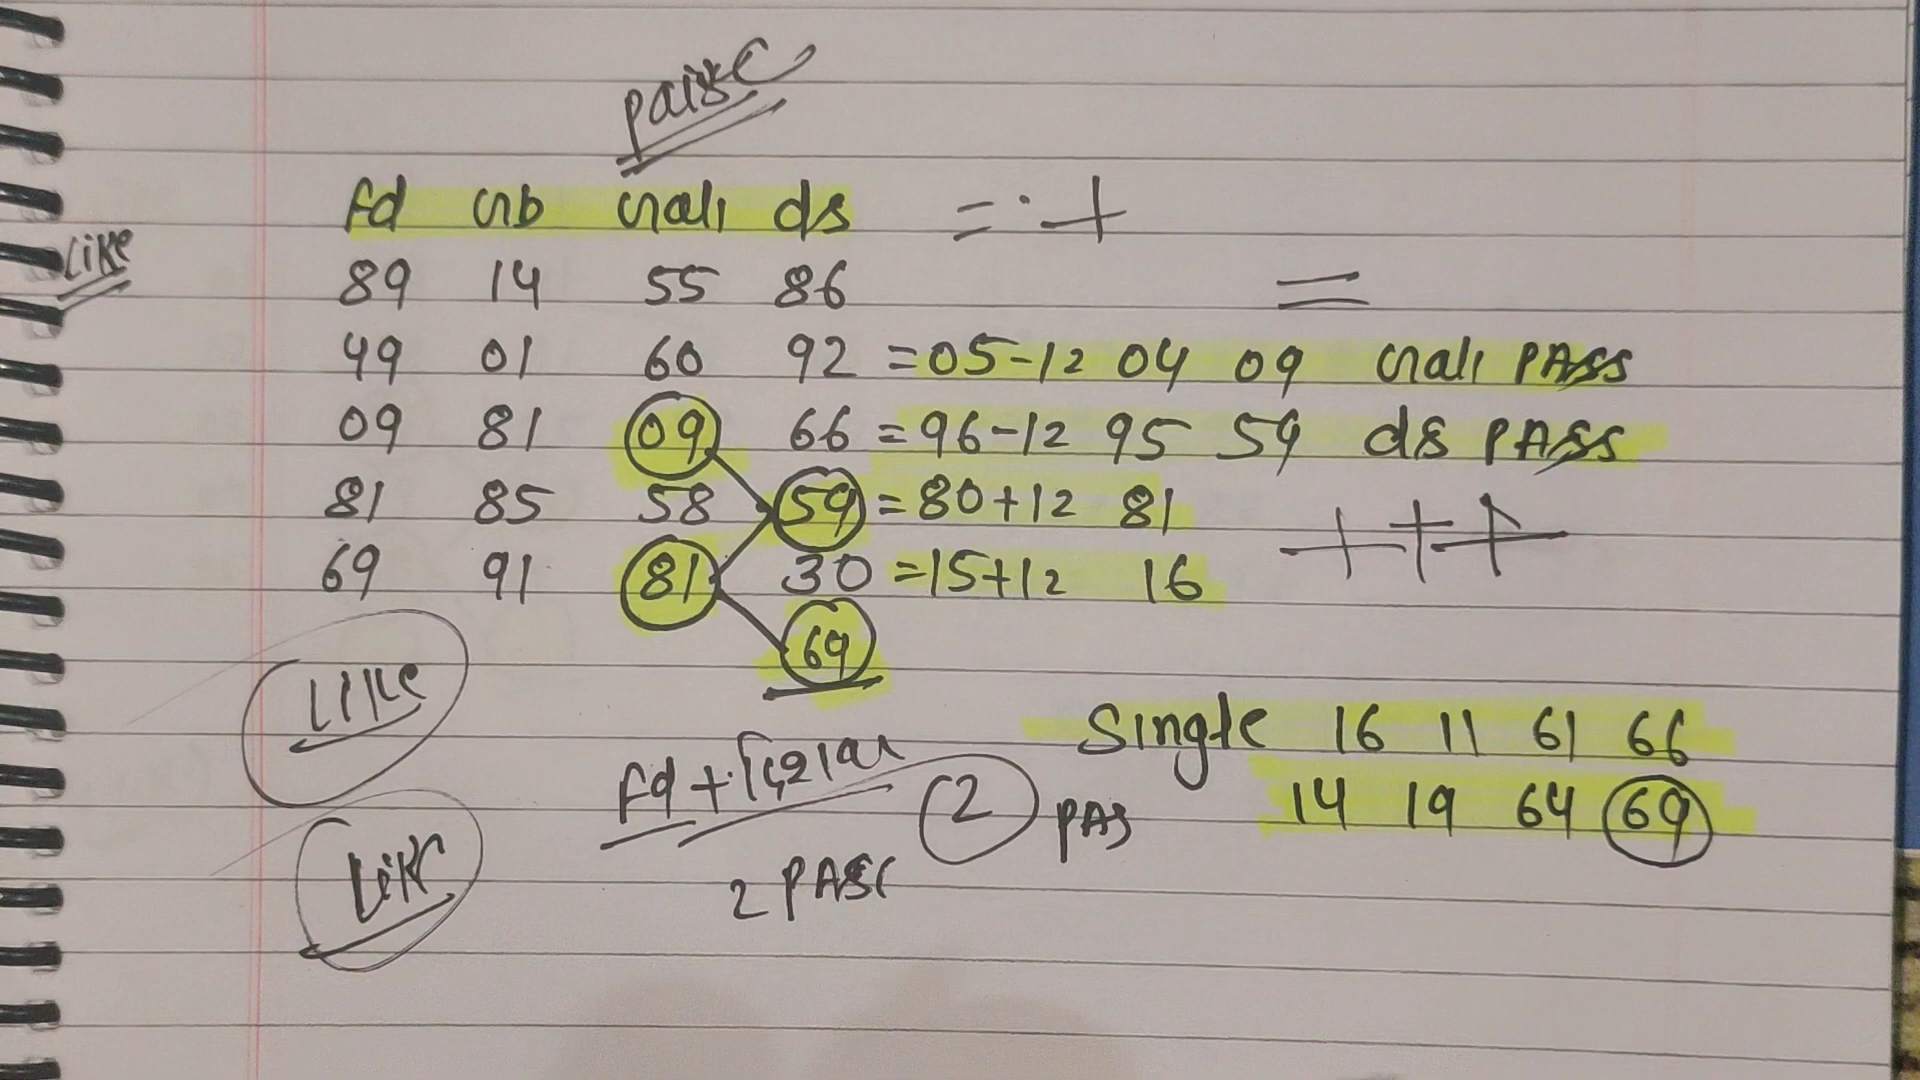 paise
fd GB Gali ds =
Like
89 14 55 86
49 01 60 92 =05-12 04 09 Gali PASS
09 81 09 66 =96-12 95 59 ds PASS
81 85 58 59 =80+12 81
69 91 81 30 =15+12 16
69
Like
Single 16 11 61 66
fd +
2 PAS
14 19 64 69
Like
2 PASS